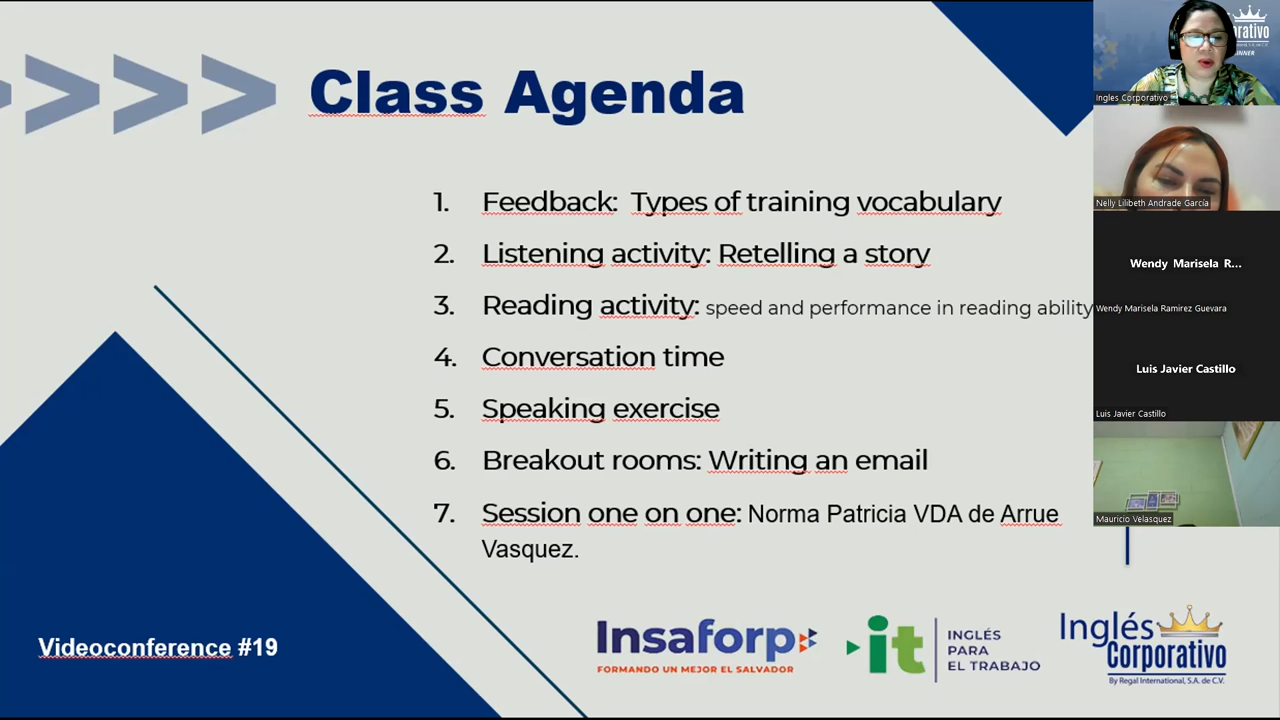 Class Agenda
1. Feedback: Types of training vocabulary
2. Listening activity: Retelling a story
3. Reading activity: speed and performance in reading ability
4. Conversation time
5. Speaking exercise
6. Breakout rooms: Writing an email
7. Session one on one: Norma Patricia VDA de Arrue
Vasquez.
Videoconference #19
Insaforp
FORMANDO UN MEJOR EL SALVADOR
it
INGLÉS
PARA
EL TRABAJO
Inglés
Corporativo
By Regal International, S.A. de C.V.
Ingles Corporativo
Nelly Lilibeth Andrade García
Wendy Marisela R...
Wendy Marisela Ramirez Guevara
Luis Javier Castillo
Luis Javier Castillo
Mauricio Velasquez